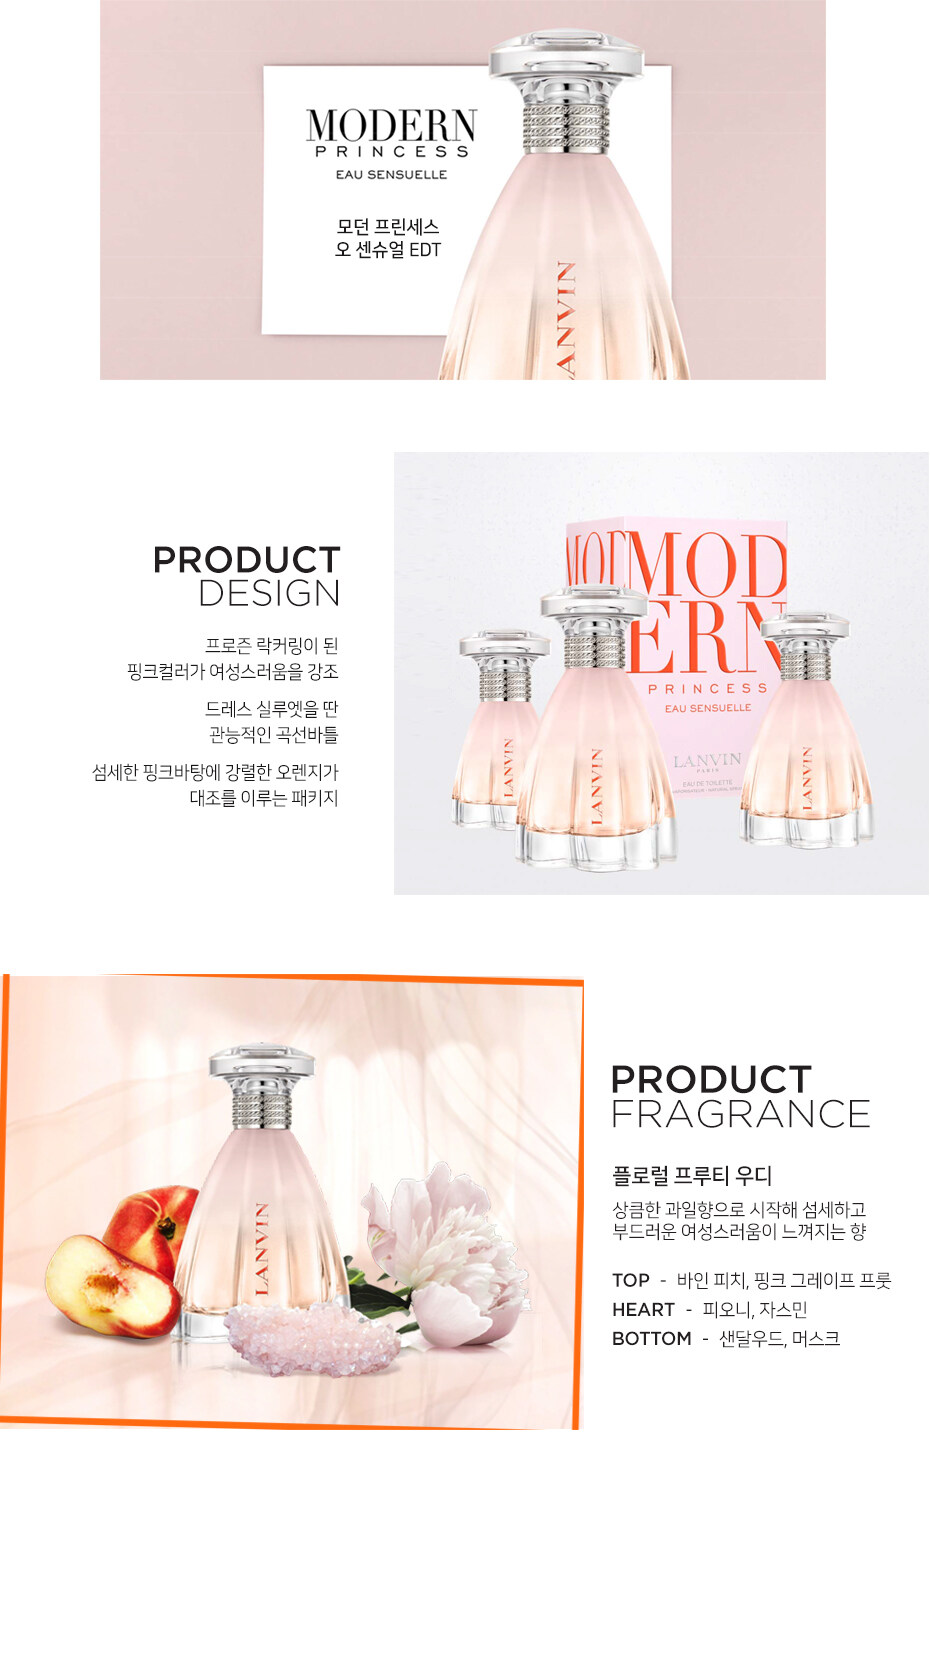 MODERN
PRINCESS
EAU SENSUELLE
모던 프린세스
오 센슈얼 EDT
LANVIN
PRODUCT
DESIGN
프로즌 락커링이 된
핑크컬러가 여성스러움을 강조
드레스 실루엣을 딴
관능적인 곡선바틀
섬세한 핑크바탕에 강렬한 오렌지가
대조를 이루는 패키지
MOD
ERN
PRINCESS
EAU SENSUELLE
LANVIN
PARIS
EAU DE TOILETTE
LANVIN
LANVIN
LANVIN
PRODUCT
FRAGRANCE
플로럴 프루티 우디
상큼한 과일향으로 시작해 섬세하고
부드러운 여성스러움이 느껴지는 향
TOP - 바인 피치, 핑크 그레이프 프룻
HEART - 피오니, 자스민
BOTTOM - 샌달우드, 머스크
LANVIN